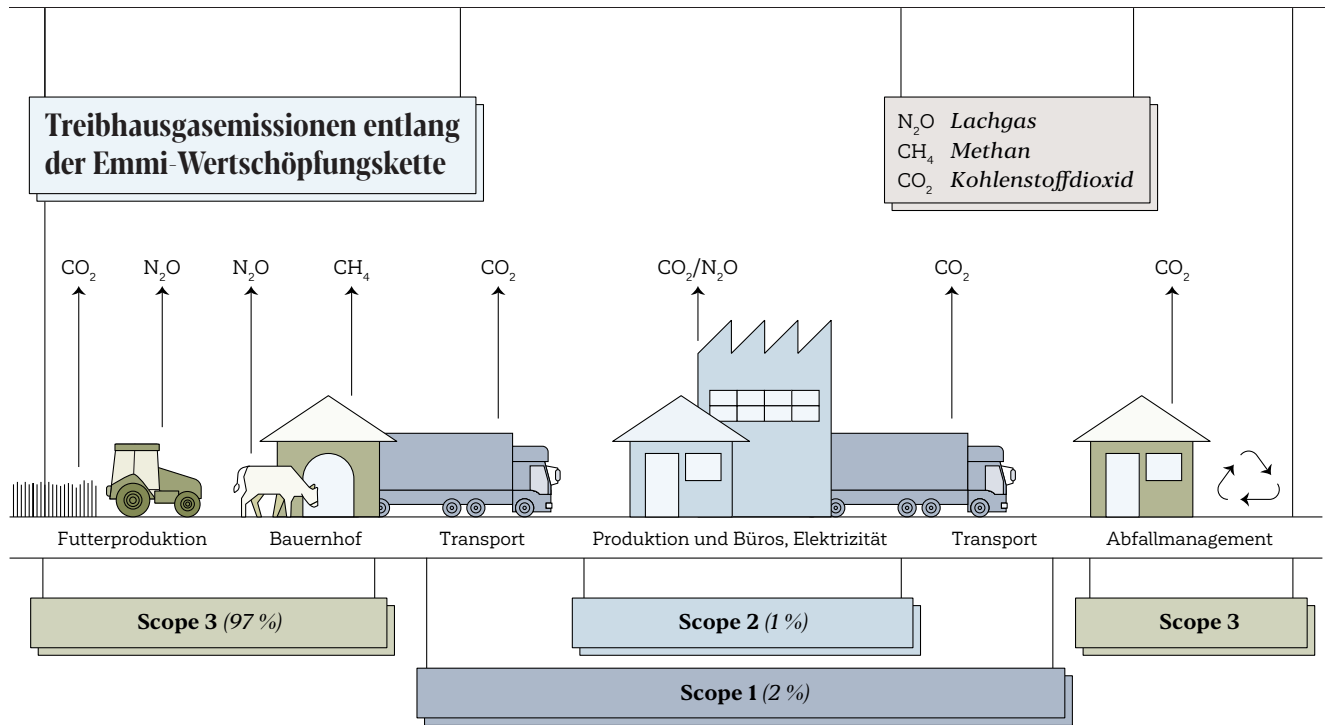 Treibhausgasemissionen entlang
der Emmi-Wertschöpfungskette
N₂O Lachgas
CH₄ Methan
CO₂ Kohlenstoffdioxid
CO₂ N₂O N₂O CH₄ CO₂ CO₂/N₂O CO₂ CO₂
Futterproduktion Bauernhof Transport Produktion und Büros, Elektrizität Transport Abfallmanagement
Scope 3 (97 %) Scope 2 (1 %) Scope 3
Scope 1 (2 %)